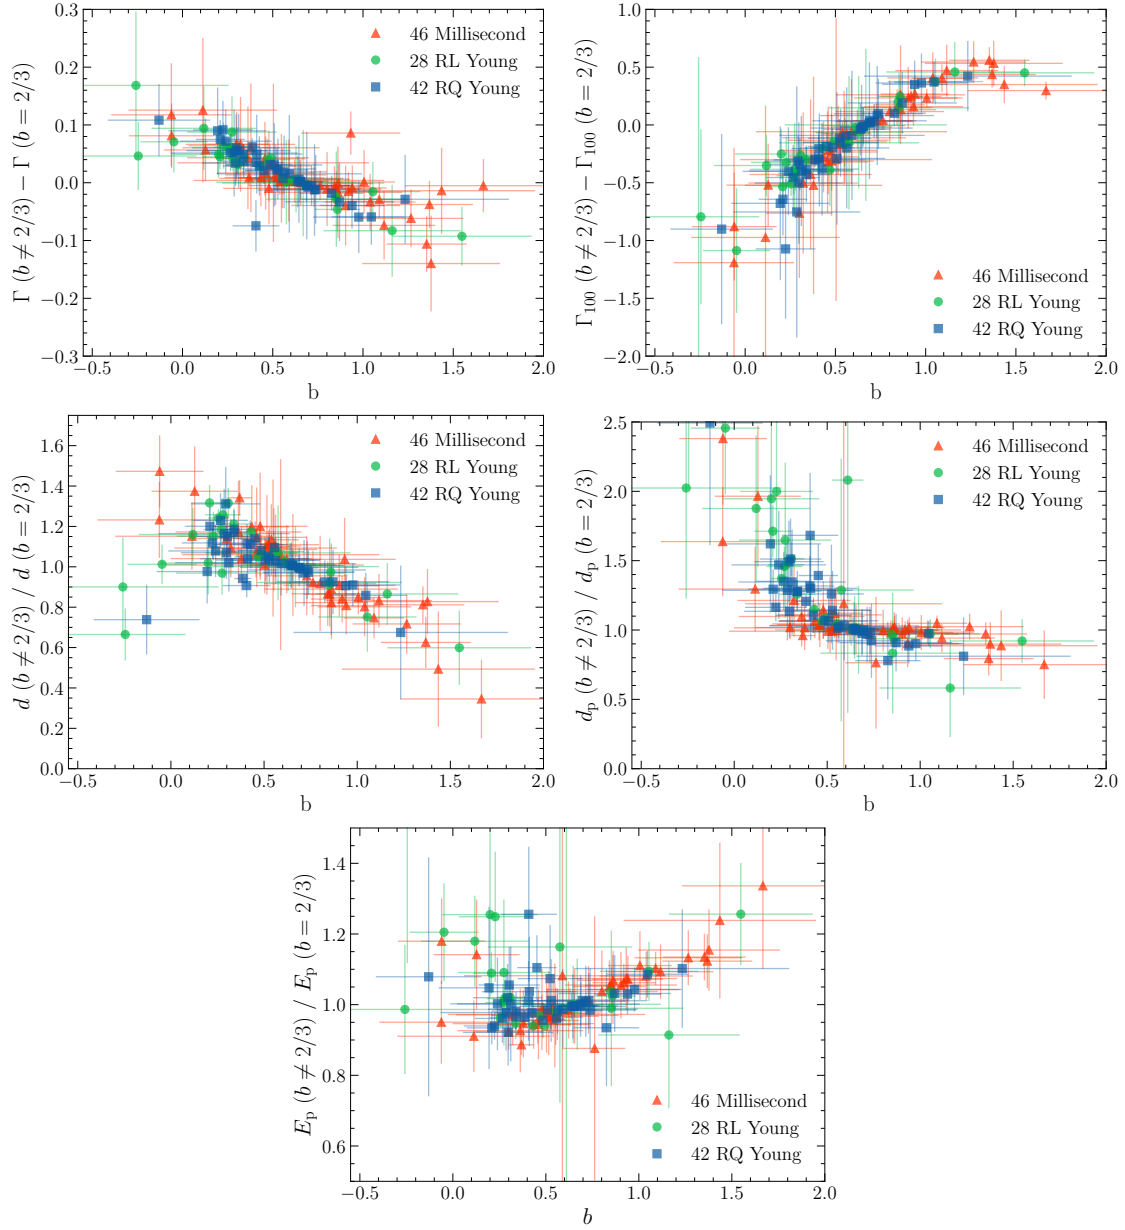 Γ (b ≠ 2/3) − Γ (b = 2/3)
0.3
0.2
0.1
0.0
−0.1
−0.2
−0.3
46 Millisecond
28 RL Young
42 RQ Young
−0.5 0.0 0.5 1.0 1.5 2.0
b
Γ₁₀₀ (b ≠ 2/3) − Γ₁₀₀ (b = 2/3)
1.0
0.5
0.0
−0.5
−1.0
−1.5
−2.0
46 Millisecond
28 RL Young
42 RQ Young
−0.5 0.0 0.5 1.0 1.5 2.0
b
d (b ≠ 2/3) / d (b = 2/3)
1.6
1.4
1.2
1.0
0.8
0.6
0.4
0.2
0.0
46 Millisecond
28 RL Young
42 RQ Young
−0.5 0.0 0.5 1.0 1.5 2.0
b
dₚ (b ≠ 2/3) / dₚ (b = 2/3)
2.5
2.0
1.5
1.0
0.5
0.0
46 Millisecond
28 RL Young
42 RQ Young
−0.5 0.0 0.5 1.0 1.5 2.0
b
Eₚ (b ≠ 2/3) / Eₚ (b = 2/3)
1.4
1.2
1.0
0.8
0.6
46 Millisecond
28 RL Young
42 RQ Young
−0.5 0.0 0.5 1.0 1.5 2.0
b